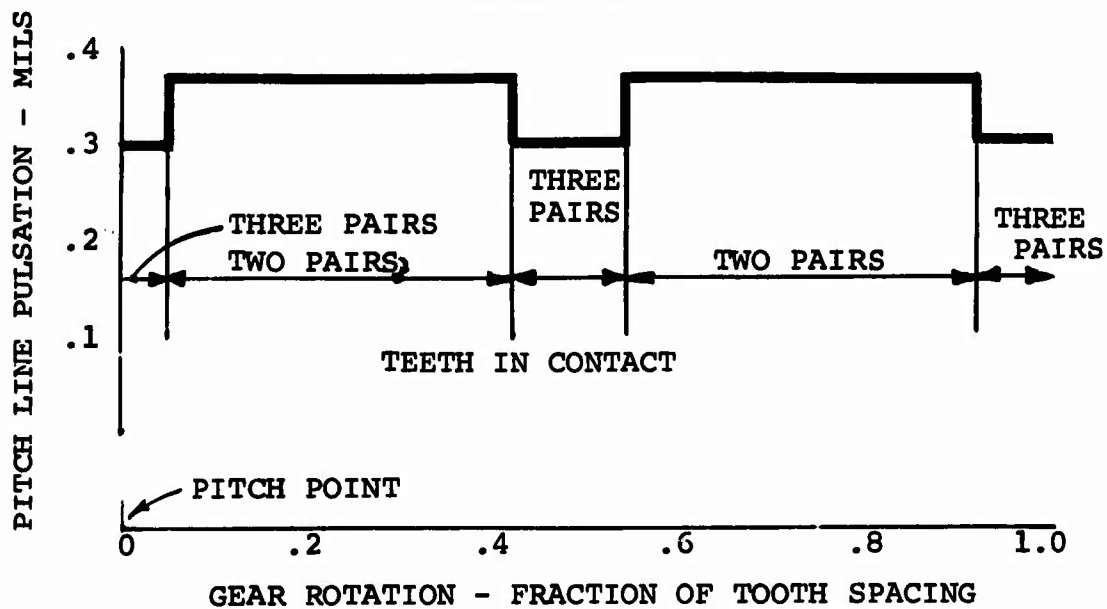 PITCH LINE PULSATION - MILS
.4
.3
.2
.1
THREE PAIRS
TWO PAIRS
THREE
PAIRS
TWO PAIRS
THREE
PAIRS
TEETH IN CONTACT
PITCH POINT
0 .2 .4 .6 .8 1.0
GEAR ROTATION - FRACTION OF TOOTH SPACING